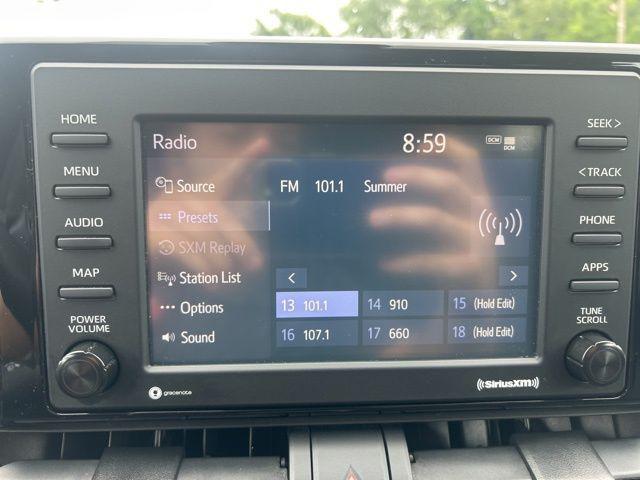 HOME
MENU
AUDIO
MAP
POWER
VOLUME
Radio
8:59
DCM
DCM
Source
Presets
SXM Replay
Station List
Options
Sound
FM 101.1 Summer
< >
13 101.1 14 910 15 (Hold Edit)
16 107.1 17 660 18 (Hold Edit)
SEEK >
< TRACK
PHONE
APPS
TUNE
SCROLL
g gracenote
((SiriusXM))